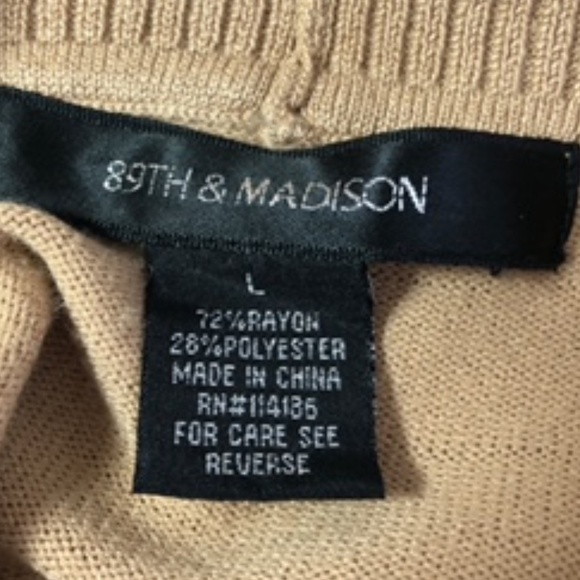 89TH & MADISON
L
72%RAYON
28%POLYESTER
MADE IN CHINA
RN#114136
FOR CARE SEE
REVERSE